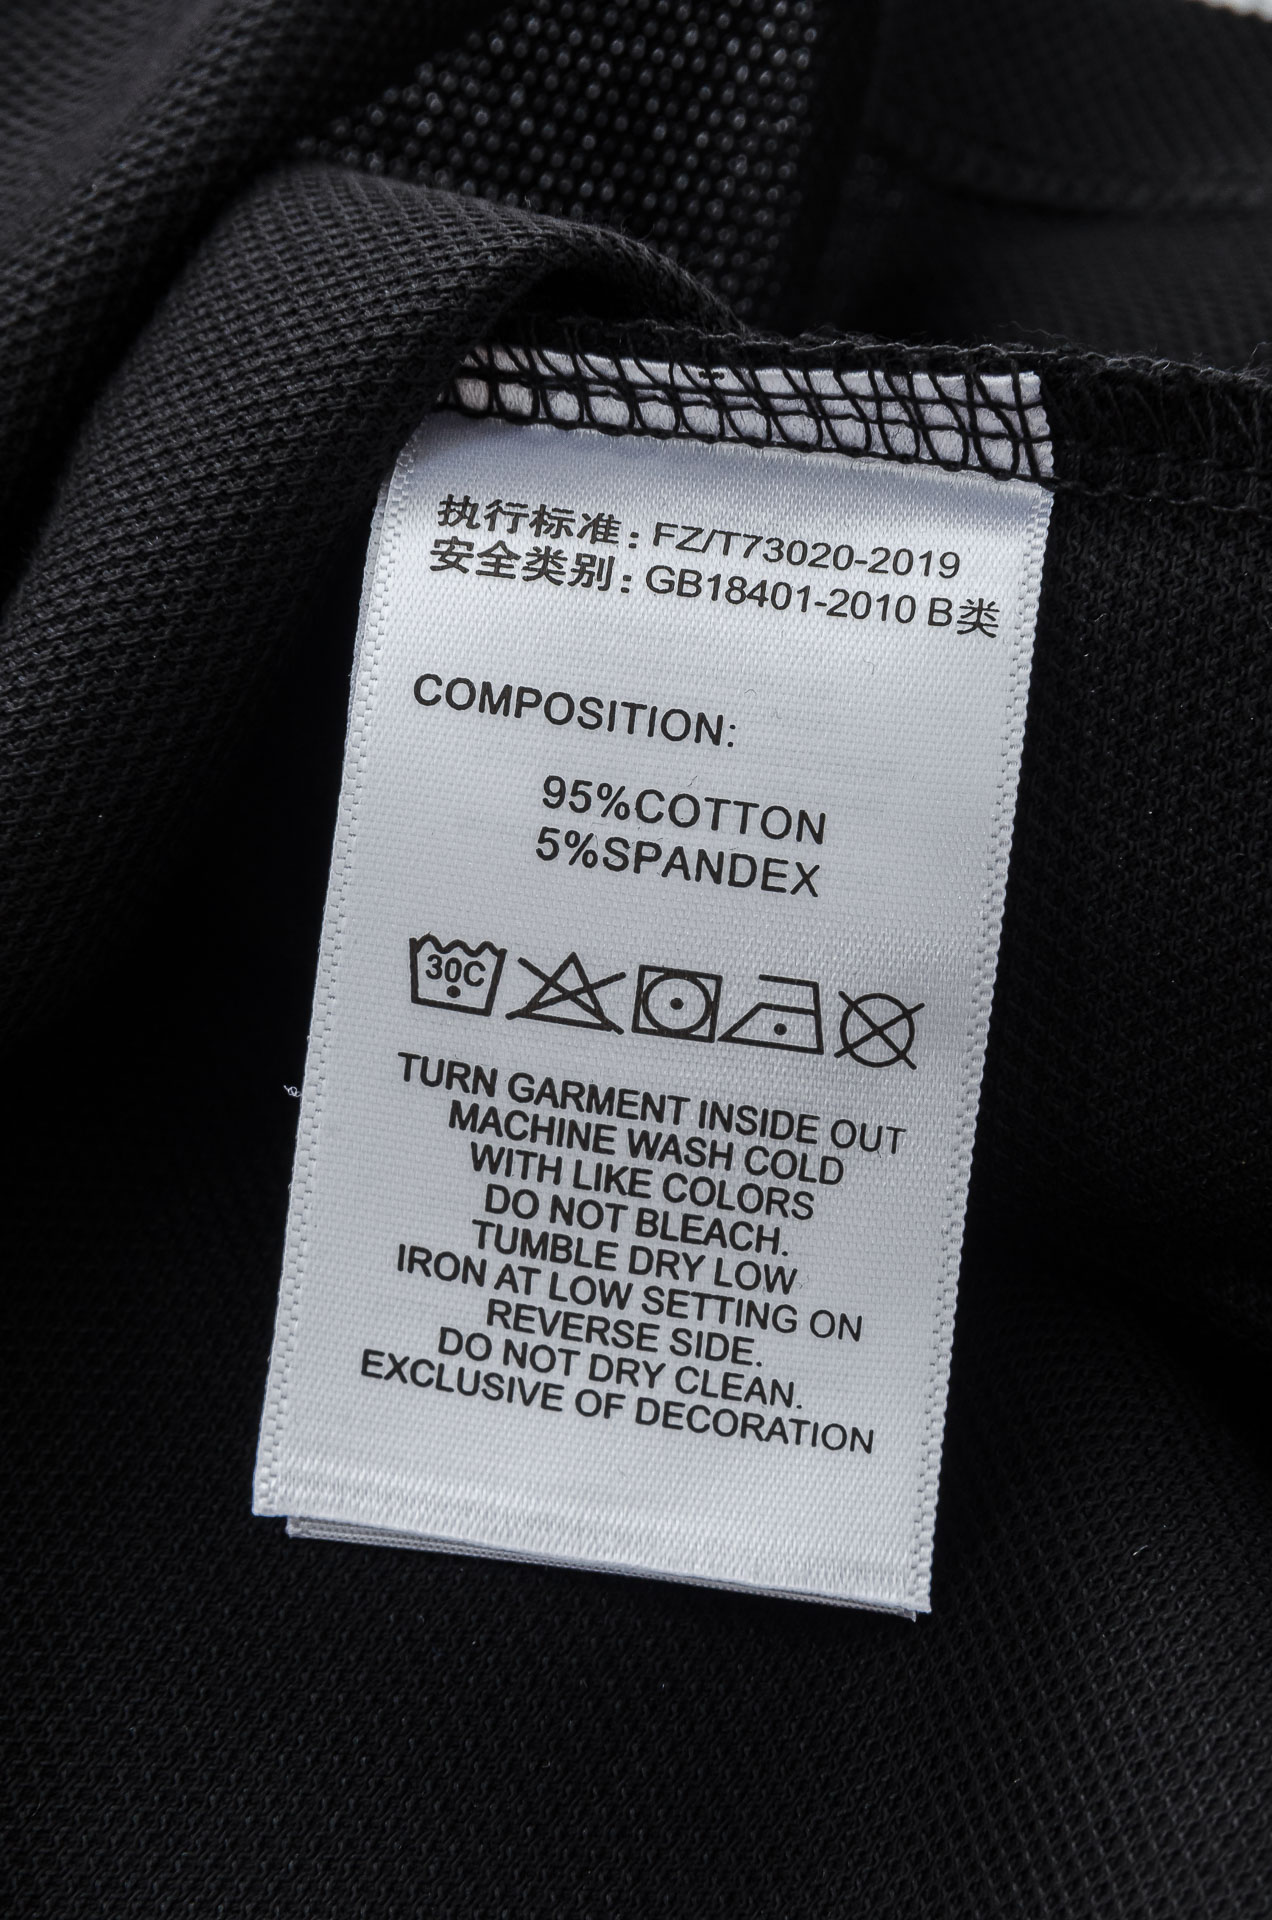 执行标准：FZ/T73020-2019
安全类别：GB18401-2010 B类
COMPOSITION:
95%COTTON
5%SPANDEX
30C
TURN GARMENT INSIDE OUT
MACHINE WASH COLD
WITH LIKE COLORS
DO NOT BLEACH.
TUMBLE DRY LOW
IRON AT LOW SETTING ON
REVERSE SIDE.
DO NOT DRY CLEAN.
EXCLUSIVE OF DECORATION